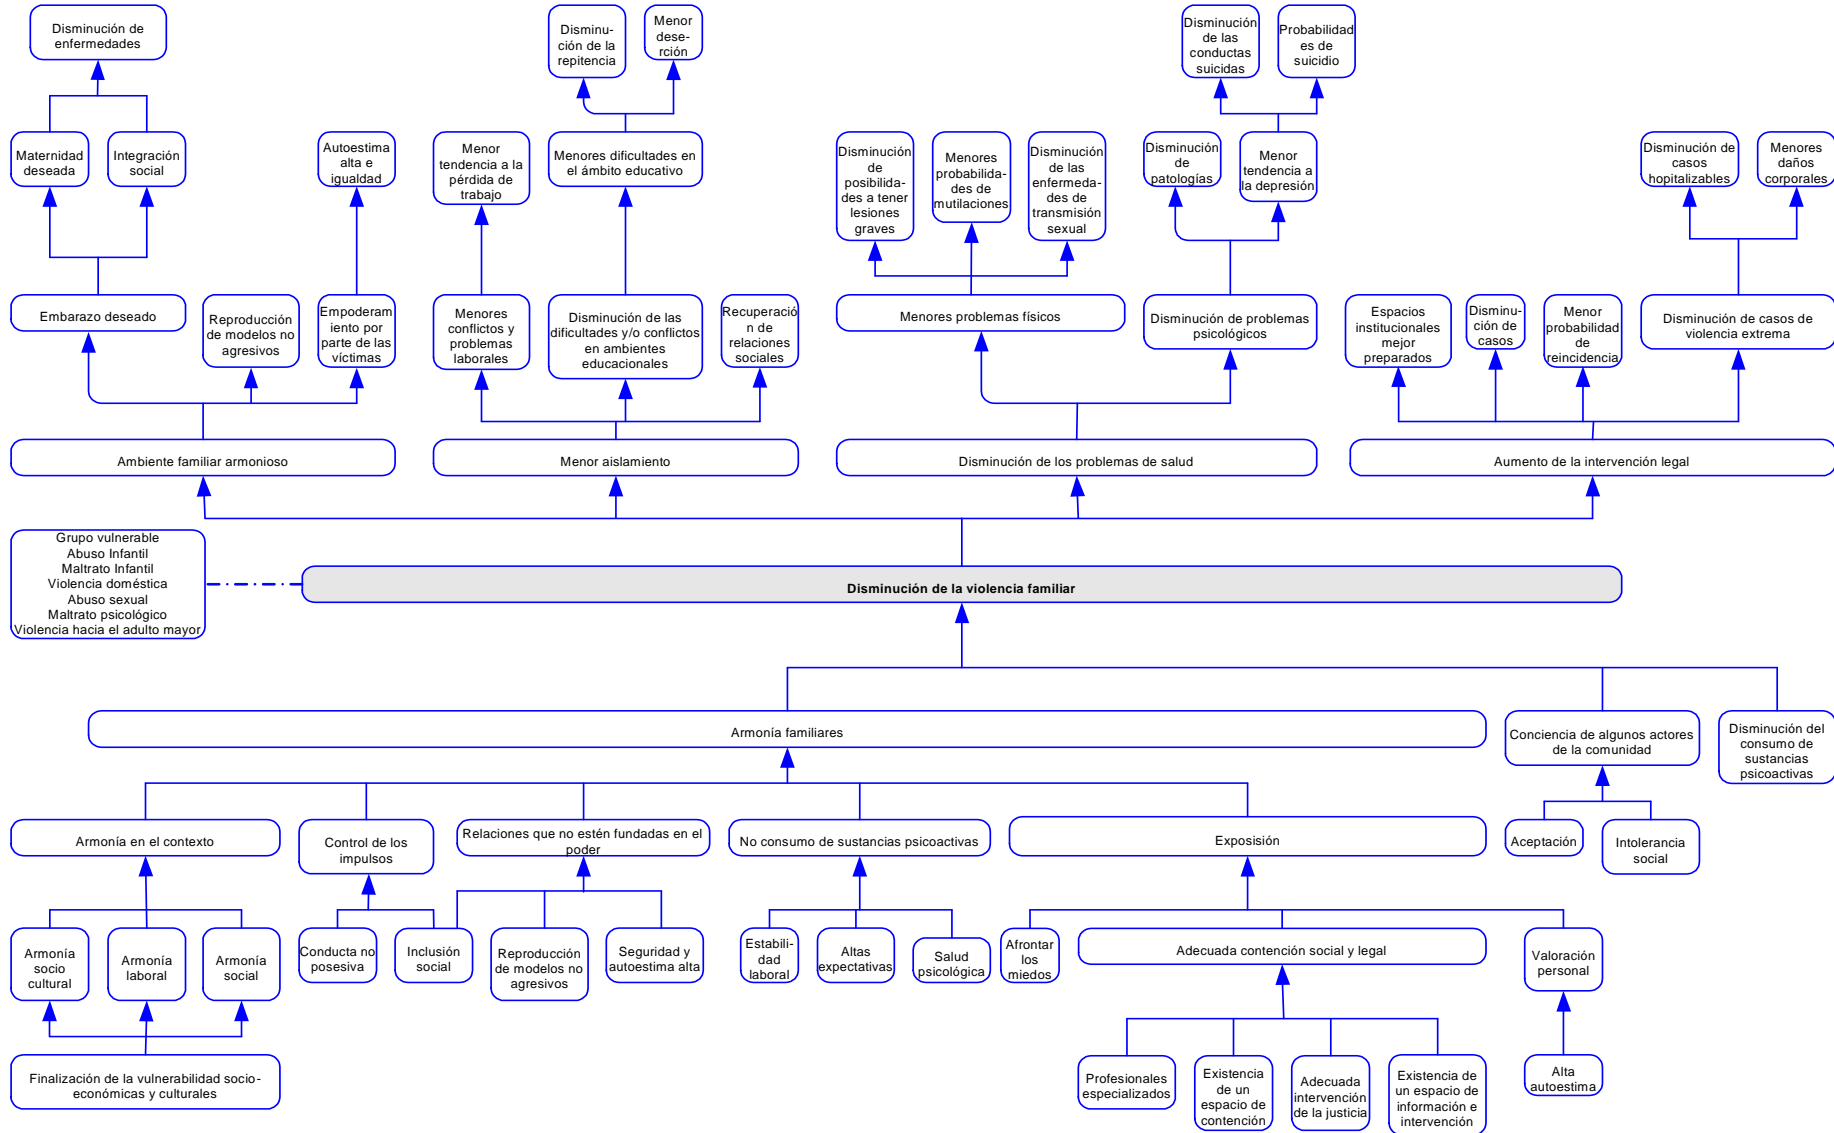 Disminución de
enfermedades
Disminu-
ción de la
repitencia
Menor
dese-
rción
Disminución
de las
conductas
suicidas
Probabilidad
es de
suicidio
Maternidad
deseada
Integración
social
Autoestima
alta e
igualdad
Menor
tendencia a la
pérdida de
trabajo
Menores dificultades en
el ámbito educativo
Disminución
de
posibilida-
des a tener
lesiones
graves
Menores
probabilida-
des de
mutilaciones
Disminución
de las
enfermeda-
des de
transmisión
sexual
Disminución
de
patologías
Menor
tendencia a
la depresión
Disminución de
casos
hopitalizables
Menores
daños
corporales
Embarazo deseado
Reproducción
de modelos no
agresivos
Empoderam
iento por
parte de las
víctimas
Menores
conflictos y
problemas
laborales
Disminución de las
dificultades y/o conflictos
en ambientes
educacionales
Recuperació
n de
relaciones
sociales
Menores problemas físicos
Disminución de problemas
psicológicos
Espacios
institucionales
mejor
preparados
Disminu-
ción de
casos
Menor
probabilidad
de
reincidencia
Disminución de casos de
violencia extrema
Ambiente familiar armonioso
Menor aislamiento
Disminución de los problemas de salud
Aumento de la intervención legal
Grupo vulnerable
Abuso Infantil
Maltrato Infantil
Violencia doméstica
Abuso sexual
Maltrato psicológico
Violencia hacia el adulto mayor
Disminución de la violencia familiar
Armonía familiares
Conciencia de algunos actores
de la comunidad
Disminución del
consumo de
sustancias
psicoactivas
Armonía en el contexto
Control de los
impulsos
Relaciones que no estén fundadas en el
poder
No consumo de sustancias psicoactivas
Exposisión
Aceptación
Intolerancia
social
Armonía
socio
cultural
Armonía
laboral
Armonía
social
Conducta no
posesiva
Inclusión
social
Reproducción
de modelos no
agresivos
Seguridad y
autoestima alta
Estabili-
dad
laboral
Altas
expectativas
Salud
psicológica
Afrontar
los
miedos
Adecuada contención social y legal
Valoración
personal
Finalización de la vulnerabilidad socio-
económicas y culturales
Profesionales
especializados
Existencia
de un
espacio de
contención
Adecuada
intervención
de la justicia
Existencia de
un espacio de
información e
intervención
Alta
autoestima